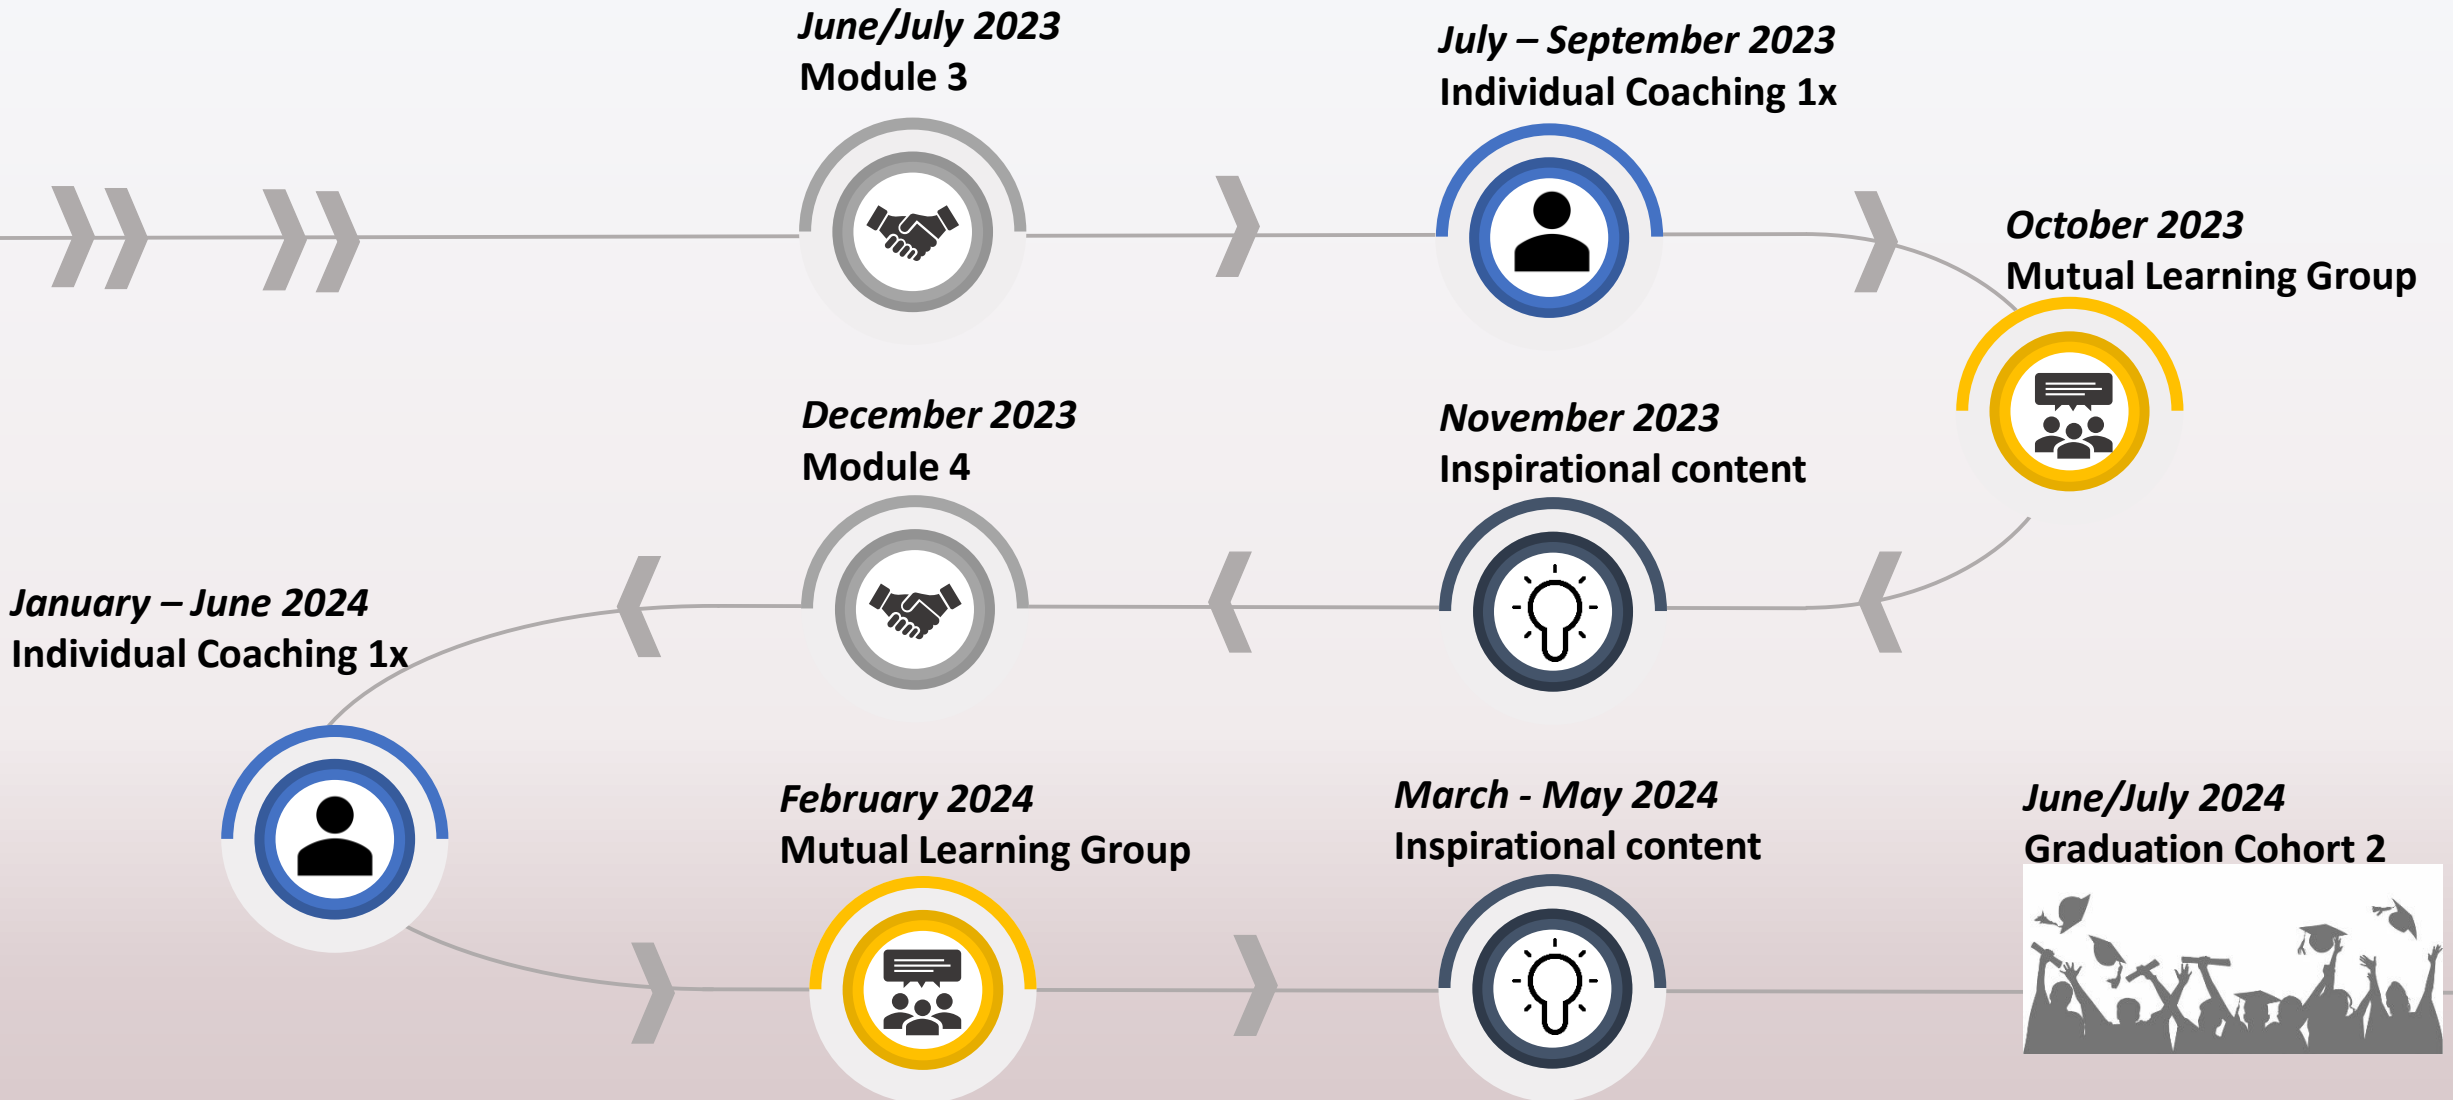 June/July 2023
Module 3
July – September 2023
Individual Coaching 1x
October 2023
Mutual Learning Group
November 2023
Inspirational content
December 2023
Module 4
January – June 2024
Individual Coaching 1x
February 2024
Mutual Learning Group
March - May 2024
Inspirational content
June/July 2024
Graduation Cohort 2